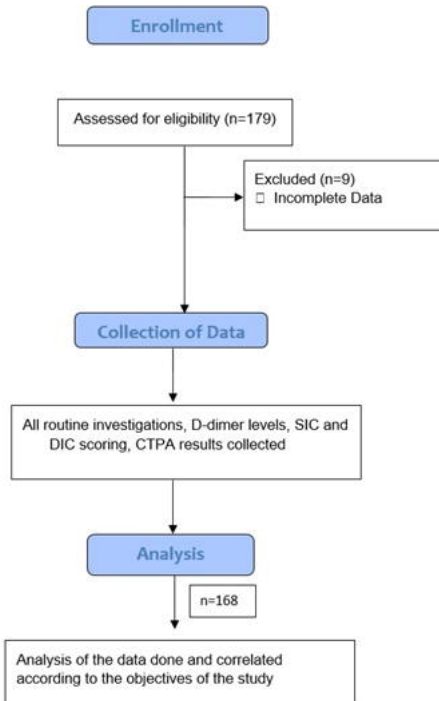 Enrollment
Assessed for eligibility (n=179)
Excluded (n=9)
□ Incomplete Data
Collection of Data
All routine investigations, D-dimer levels, SIC and
DIC scoring, CTPA results collected
Analysis
n=168
Analysis of the data done and correlated
according to the objectives of the study